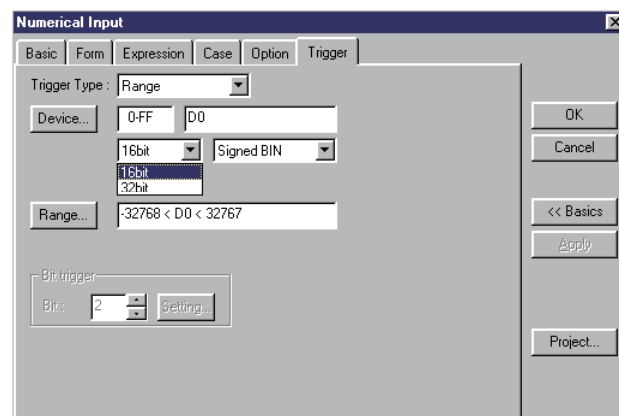 Numerical Input
Basic Form Expression Case Option Trigger
Trigger Type : Range
Device... 0-FF D0
16bit Signed BIN
16bit
32bit
Range... -32768 < D0 < 32767
Bit trigger
Bit : 2 Setting...
OK
Cancel
<< Basics
Apply
Project...